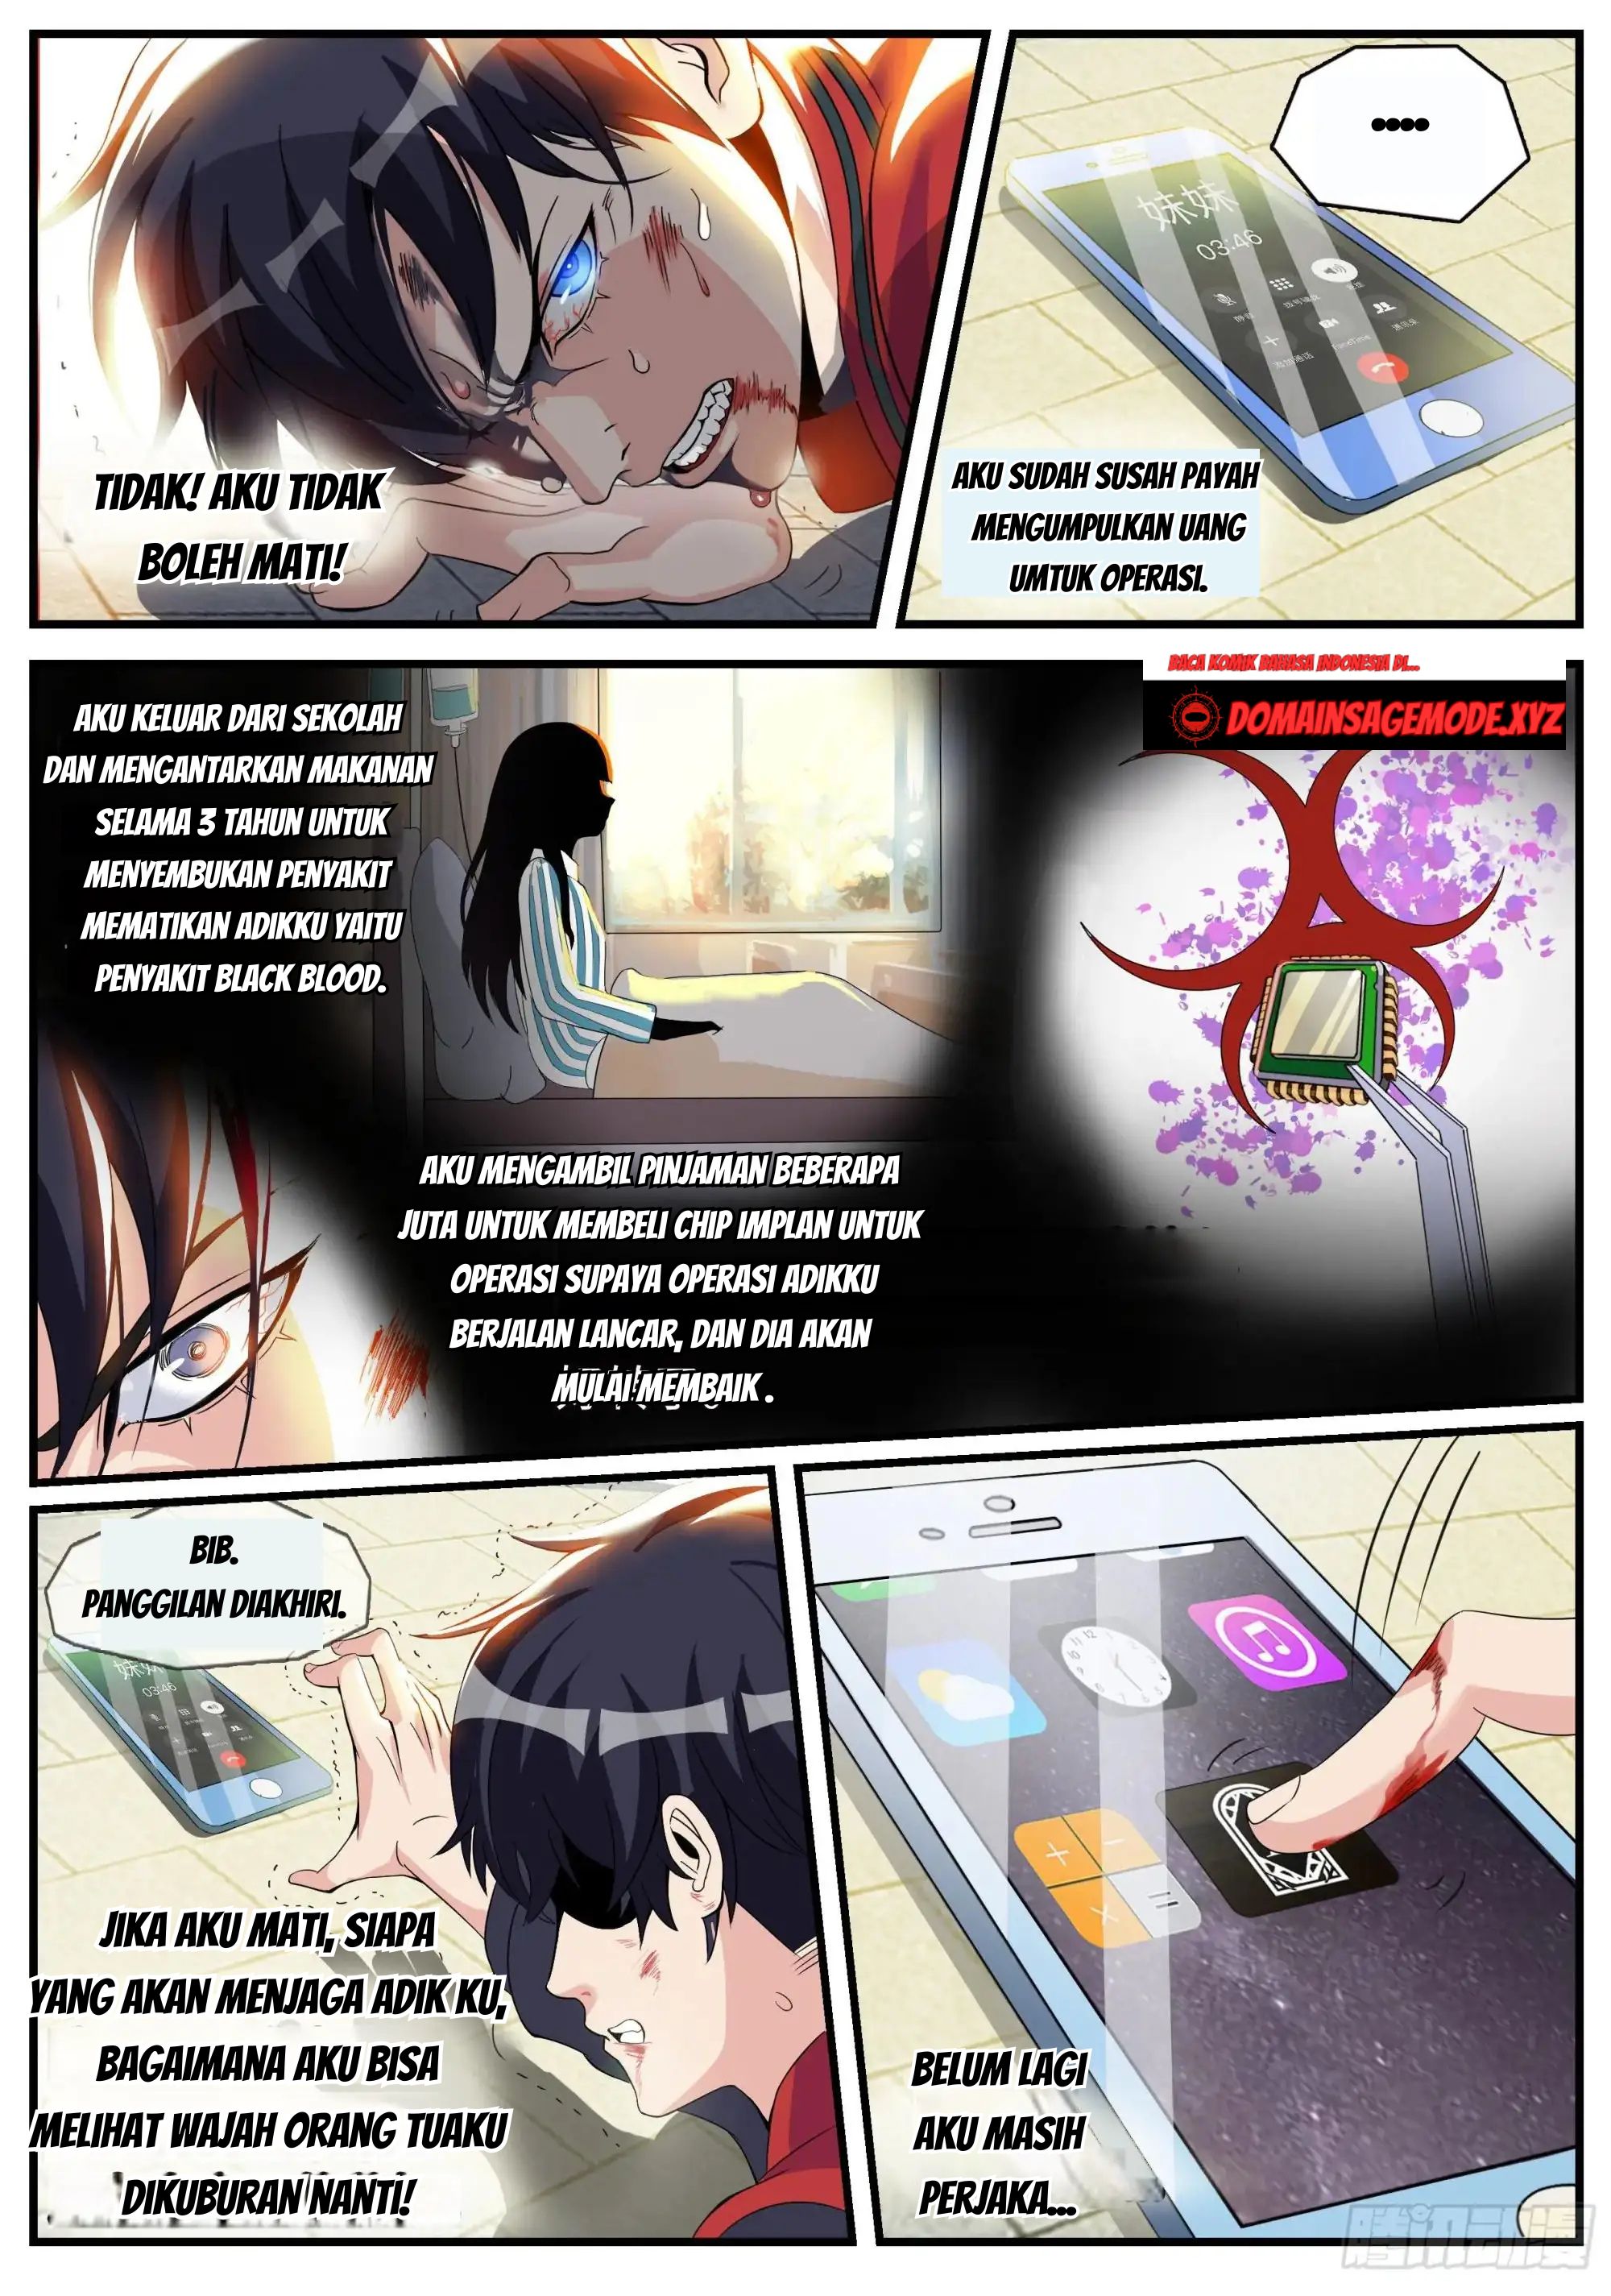 TIDAK! AKU TIDAK
BOLEH MATI!
....
妹妹
03:46
AKU SUDAH SUSAH PAYAH
MENGUMPULKAN UANG
UMTUK OPERASI.
BACA KOMIK BAHASA INDONESIA DI...
DOMAINSAGEMODE.XYZ
AKU KELUAR DARI SEKOLAH
DAN MENGANTARKAN MAKANAN
SELAMA 3 TAHUN UNTUK
MENYEMBUKAN PENYAKIT
MEMATIKAN ADIKKU YAITU
PENYAKIT BLACK BLOOD.
AKU MENGAMBIL PINJAMAN BEBERAPA
JUTA UNTUK MEMBELI CHIP IMPLAN UNTUK
OPERASI SUPAYA OPERASI ADIKKU
BERJALAN LANCAR, DAN DIA AKAN
MULAI MEMBAIK .
BIB.
PANGGILAN DIAKHIRI.
妹妹
03:46
JIKA AKU MATI, SIAPA
YANG AKAN MENJAGA ADIK KU,
BAGAIMANA AKU BISA
MELIHAT WAJAH ORANG TUAKU
DIKUBURAN NANTI!
BELUM LAGI
AKU MASIH
PERJAKA...
腾讯动漫